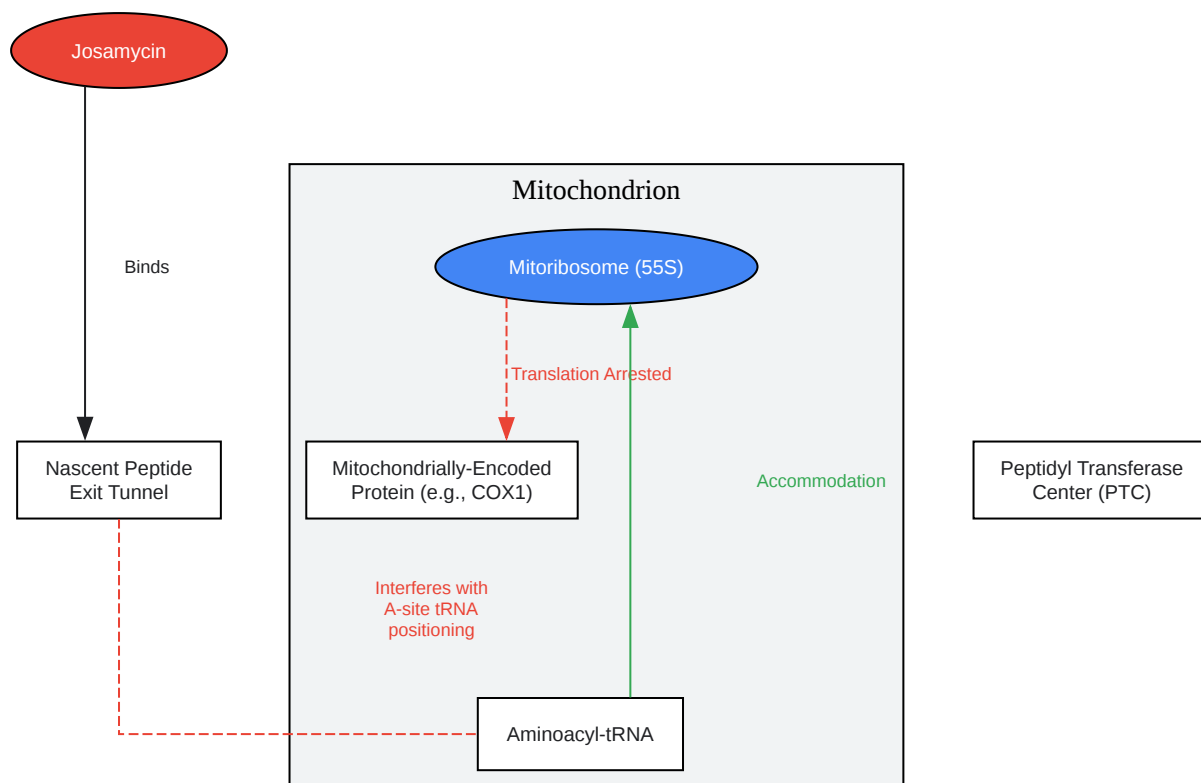 Josamycin
Mitochondrion
Mitoribosome (55S)
Binds
Translation Arrested
Nascent Peptide
Exit Tunnel
Mitochondrially-Encoded
Protein (e.g., COX1)
Accommodation
Peptidyl Transferase
Center (PTC)
Interferes with
A-site tRNA
positioning
Aminoacyl-tRNA